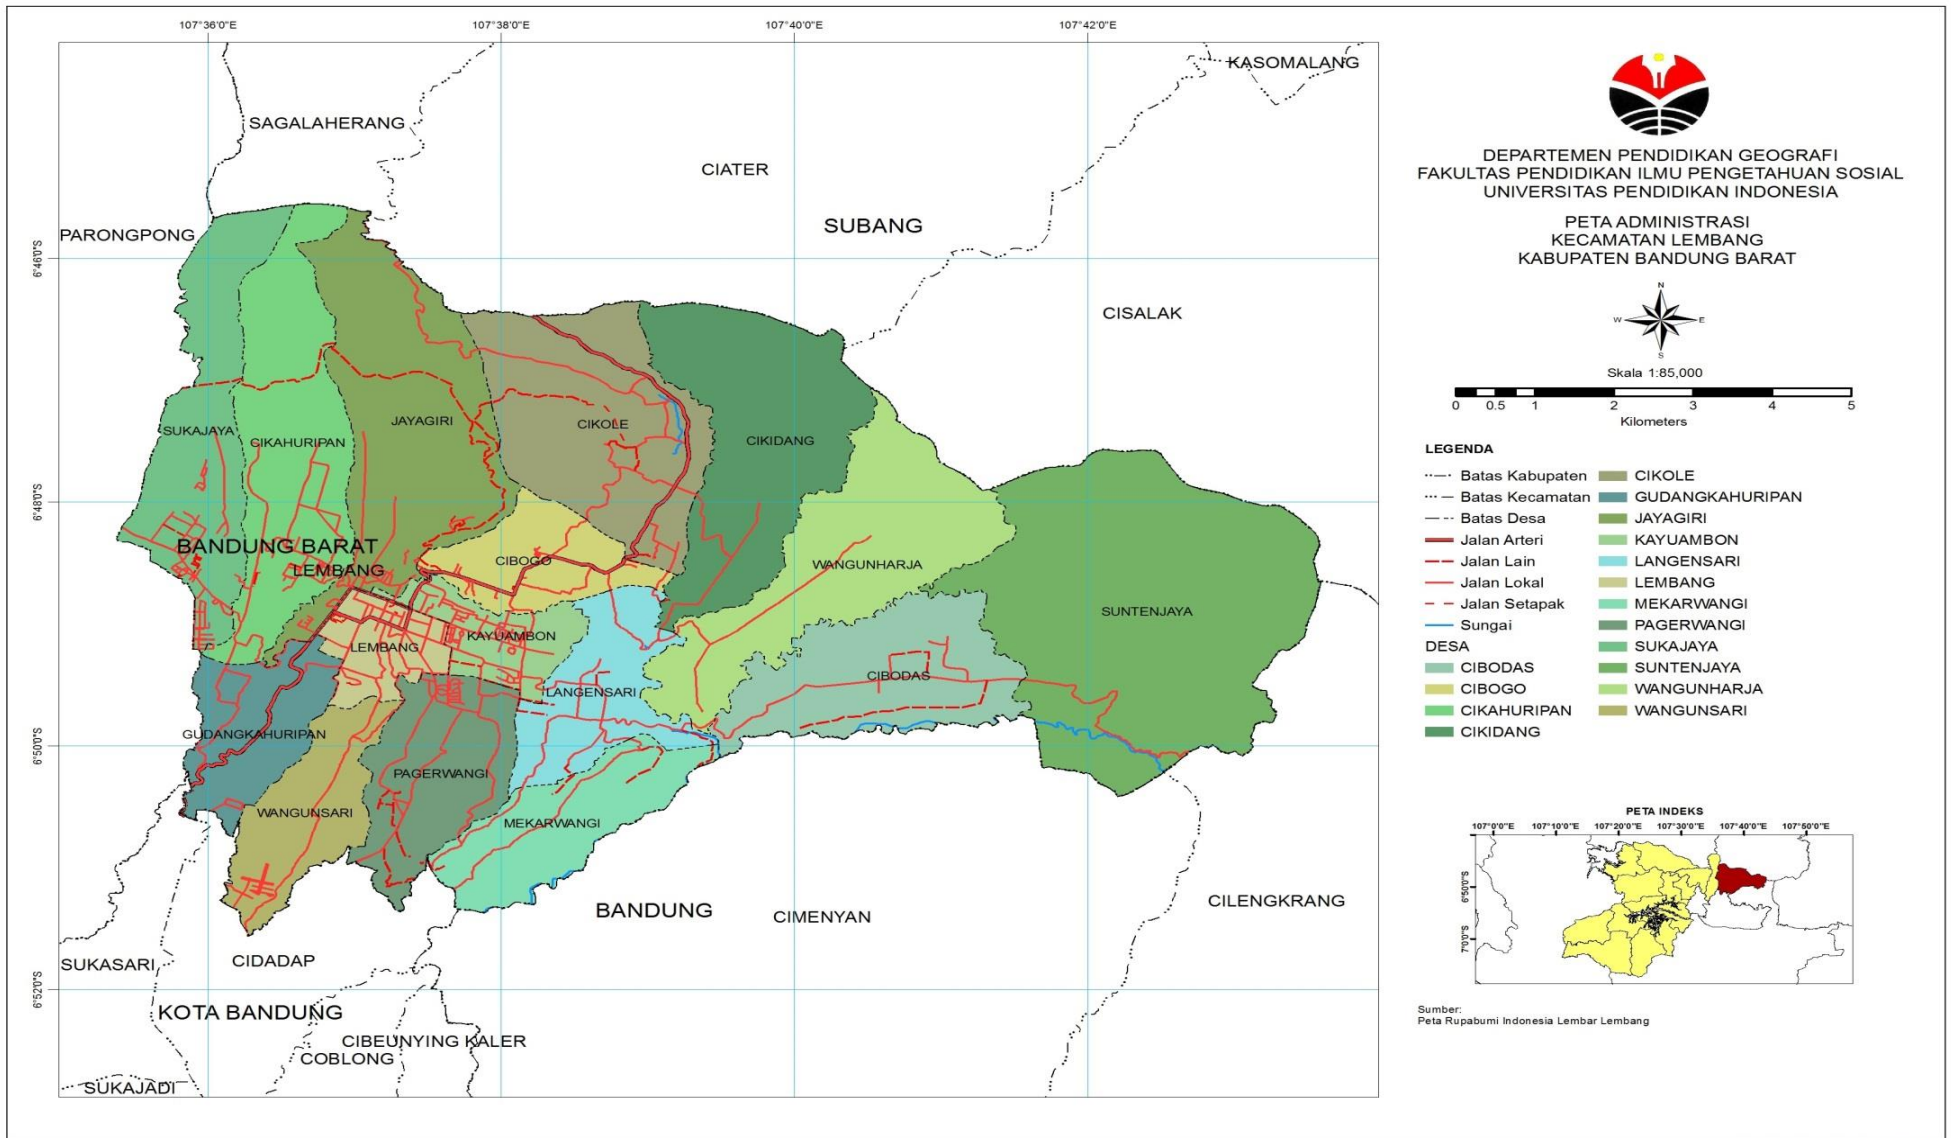 107°36'0"E
107°38'0"E
107°40'0"E
107°42'0"E
6°46'0"S
6°48'0"S
6°50'0"S
6°52'0"S
KASOMALANG
SAGALAHERANG
CIATER
SUBANG
PARONGPONG
CISALAK
JAYAGIRI
CIKOLE
SUKAJAYA
CIKAHURIPAN
CIKIDANG
BANDUNG BARAT
LEMBANG
CIBOGO
WANGUNHARJA
SUNTENJAYA
KAYUAMBON
LEMBANG
CIBODAS
LANGENSARI
GUDANGKAHURIPAN
PAGERWANGI
WANGUNSARI
MEKARWANGI
BANDUNG
CIMENYAN
CILENGKRANG
SUKASARI
CIDADAP
KOTA BANDUNG
CIBEUNYING KALER
COBLONG
SUKAJADI
DEPARTEMEN PENDIDIKAN GEOGRAFI
FAKULTAS PENDIDIKAN ILMU PENGETAHUAN SOSIAL
UNIVERSITAS PENDIDIKAN INDONESIA
PETA ADMINISTRASI
KECAMATAN LEMBANG
KABUPATEN BANDUNG BARAT
N
W E
S
Skala 1:85,000
0 0.5 1 2 3 4 5
Kilometers
LEGENDA
Batas Kabupaten
Batas Kecamatan
Batas Desa
Jalan Arteri
Jalan Lain
Jalan Lokal
Jalan Setapak
Sungai
DESA
CIBODAS
CIBOGO
CIKAHURIPAN
CIKIDANG
CIKOLE
GUDANGKAHURIPAN
JAYAGIRI
KAYUAMBON
LANGENSARI
LEMBANG
MEKARWANGI
PAGERWANGI
SUKAJAYA
SUNTENJAYA
WANGUNHARJA
WANGUNSARI
PETA INDEKS
107°0'0"E 107°10'0"E 107°20'0"E 107°30'0"E 107°40'0"E 107°50'0"E
6°50'0"S
7°0'0"S
Sumber:
Peta Rupabumi Indonesia Lembar Lembang